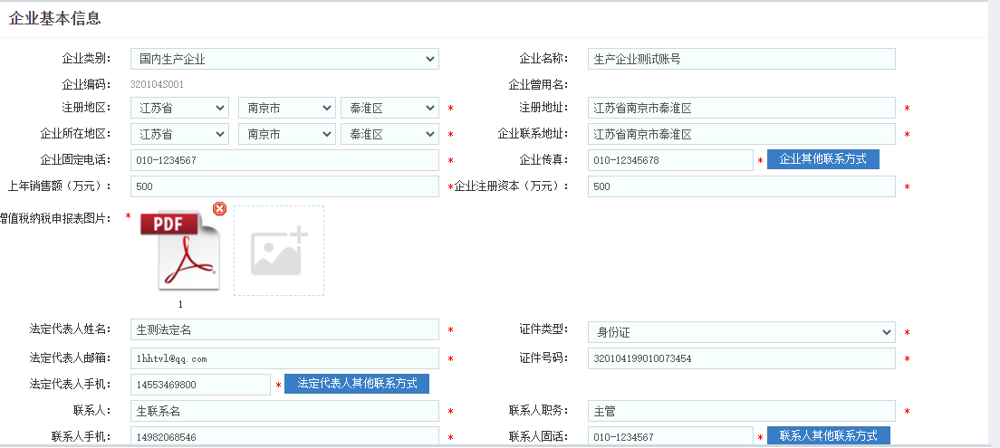 企业基本信息
企业类别： 国内生产企业 企业名称： 生产企业测试账号
企业编码： 320104S001 企业曾用名：
注册地区： 江苏省 南京市 秦淮区 * 注册地址： 江苏省南京市秦淮区 *
企业所在地区： 江苏省 南京市 秦淮区 * 企业联系地址： 江苏省南京市秦淮区 *
企业固定电话： 010-1234567 * 企业传真： 010-12345678 * 企业其他联系方式
上年销售额（万元）： 500 * 企业注册资本（万元）： 500 *
增值税纳税申报表图片： * PDF
1
法定代表人姓名： 生测法定名 * 证件类型： 身份证 *
法定代表人邮箱： 1hhtvl@qq.com * 证件号码： 320104199010073454 *
法定代表人手机： 14553469800 * 法定代表人其他联系方式
联系人： 生联系名 * 联系人职务： 主管 *
联系人手机： 14982068546 * 联系人固话： 010-1234567 * 联系人其他联系方式